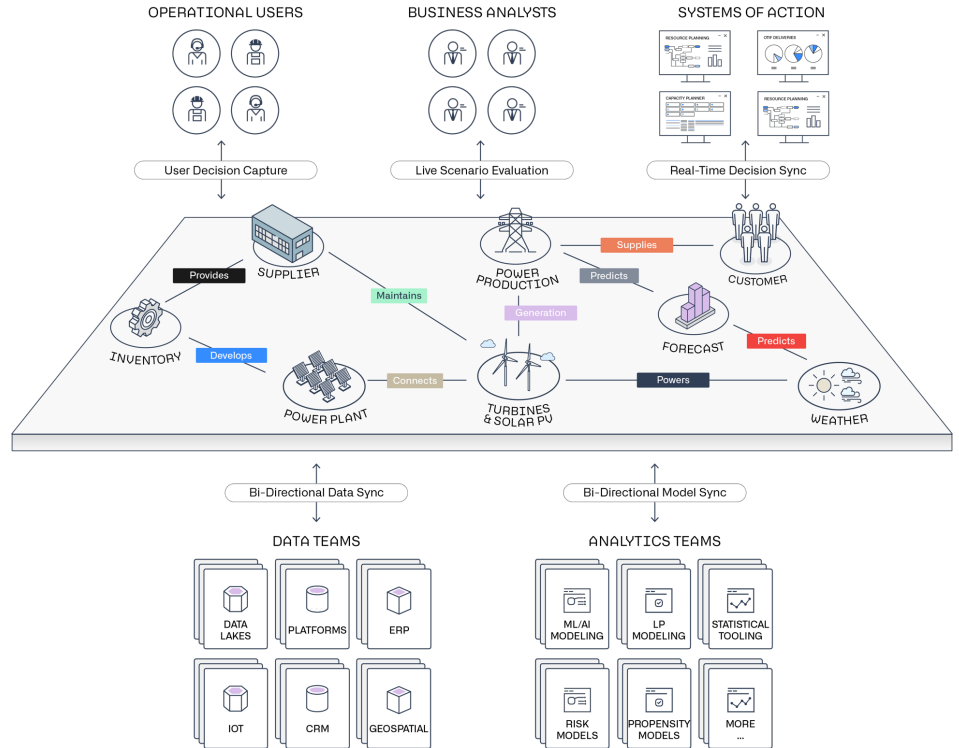 OPERATIONAL USERS
BUSINESS ANALYSTS
SYSTEMS OF ACTION
RESOURCE PLANNING
OTIF DELIVERIES
CAPACITY PLANNER
RESOURCE PLANNING
User Decision Capture
Live Scenario Evaluation
Real-Time Decision Sync
SUPPLIER
POWER
PRODUCTION
Supplies
CUSTOMER
Provides
Predicts
Maintains
Generation
INVENTORY
FORECAST
Develops
Predicts
POWER PLANT
Connects
TURBINES
& SOLAR PV
Powers
WEATHER
Bi-Directional Data Sync
Bi-Directional Model Sync
DATA TEAMS
ANALYTICS TEAMS
DATA
LAKES
PLATFORMS
ERP
ML/AI
MODELING
LP
MODELING
STATISTICAL
TOOLING
IOT
CRM
GEOSPATIAL
RISK
MODELS
PROPENSITY
MODELS
MORE
...